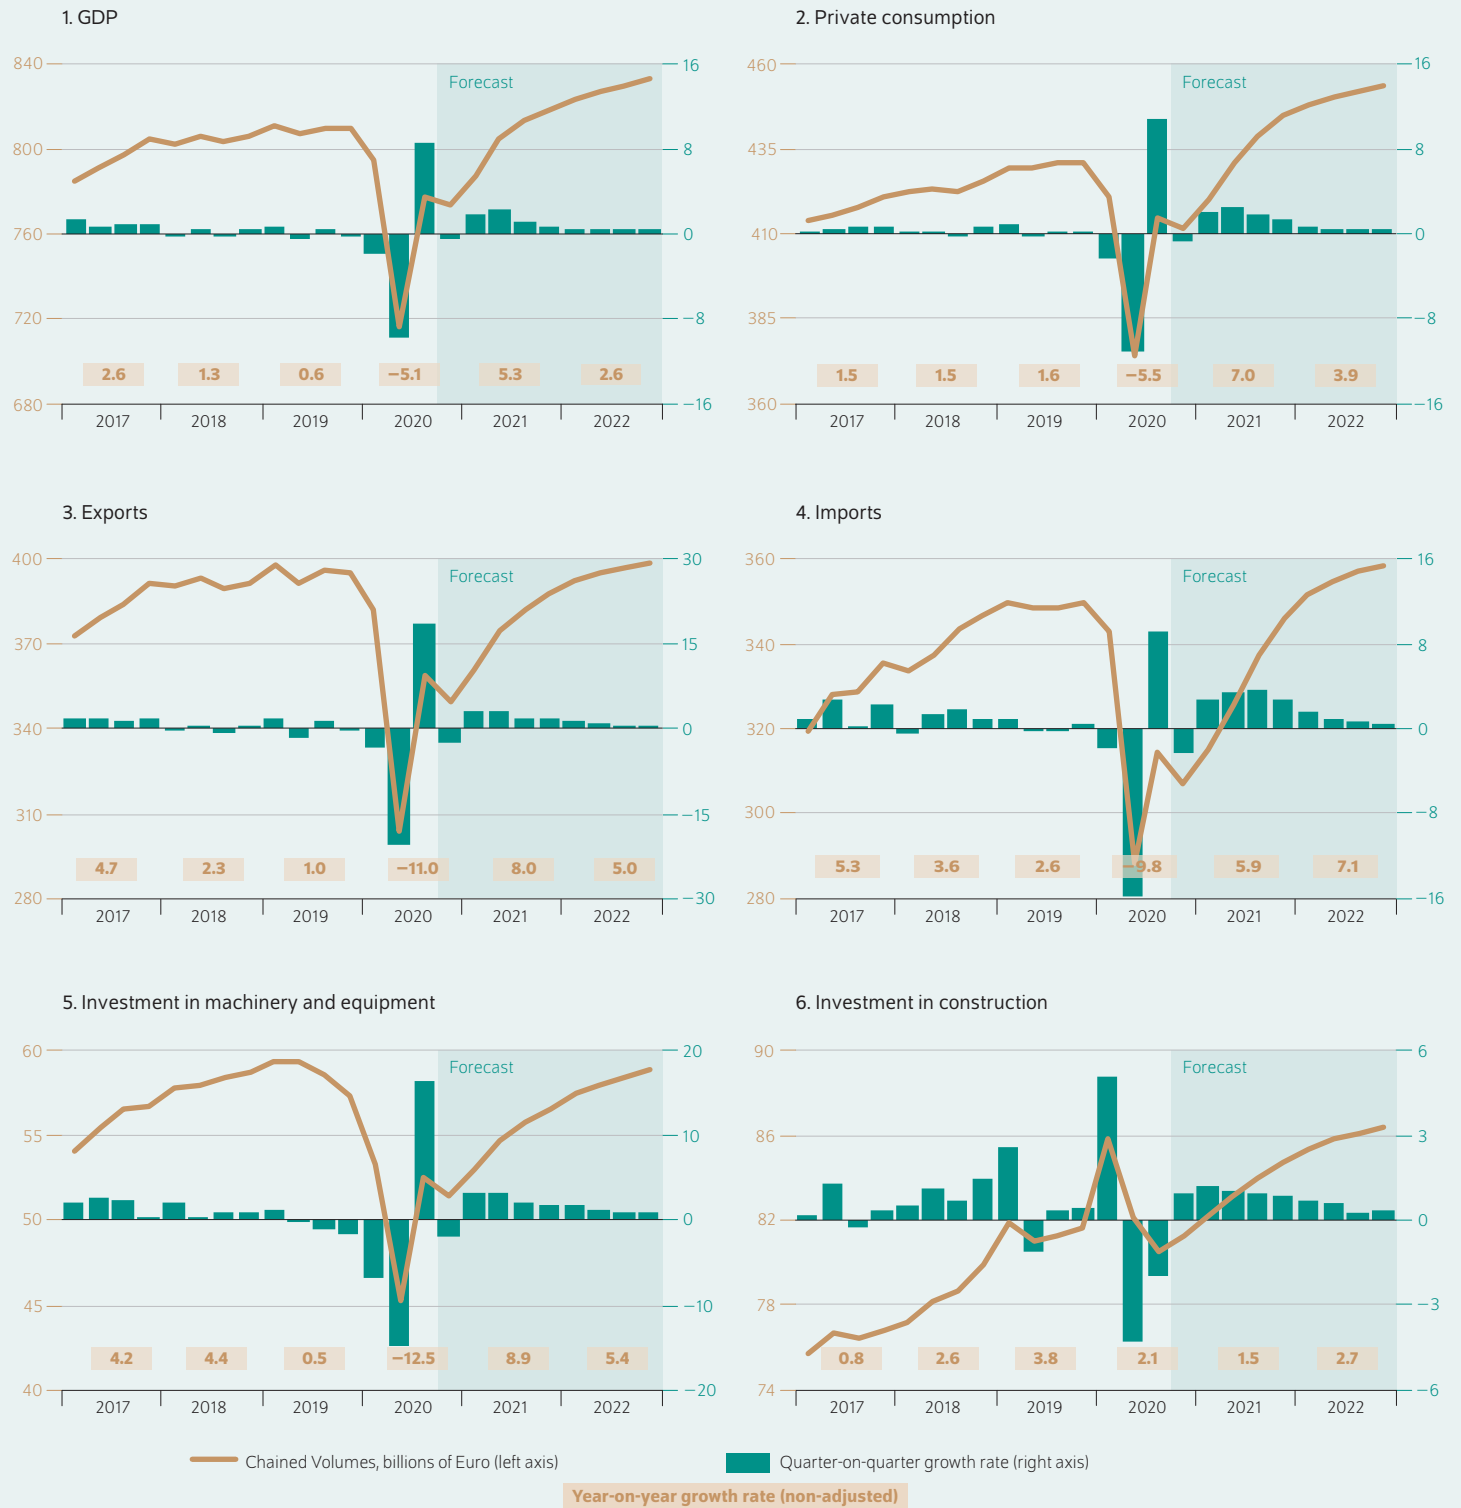 1. GDP
840
800
760
720
680
16
8
0
−8
−16
Forecast
2.6 1.3 0.6 −5.1 5.3 2.6
2017 2018 2019 2020 2021 2022
2. Private consumption
460
435
410
385
360
16
8
0
−8
−16
Forecast
1.5 1.5 1.6 −5.5 7.0 3.9
2017 2018 2019 2020 2021 2022
3. Exports
400
370
340
310
280
30
15
0
−15
−30
Forecast
4.7 2.3 1.0 −11.0 8.0 5.0
2017 2018 2019 2020 2021 2022
4. Imports
360
340
320
300
280
16
8
0
−8
−16
Forecast
5.3 3.6 2.6 −9.8 5.9 7.1
2017 2018 2019 2020 2021 2022
5. Investment in machinery and equipment
60
55
50
45
40
20
10
0
−10
−20
Forecast
4.2 4.4 0.5 −12.5 8.9 5.4
2017 2018 2019 2020 2021 2022
6. Investment in construction
90
86
82
78
74
6
3
0
−3
−6
Forecast
0.8 2.6 3.8 2.1 1.5 2.7
2017 2018 2019 2020 2021 2022
Chained Volumes, billions of Euro (left axis)
Quarter-on-quarter growth rate (right axis)
Year-on-year growth rate (non-adjusted)